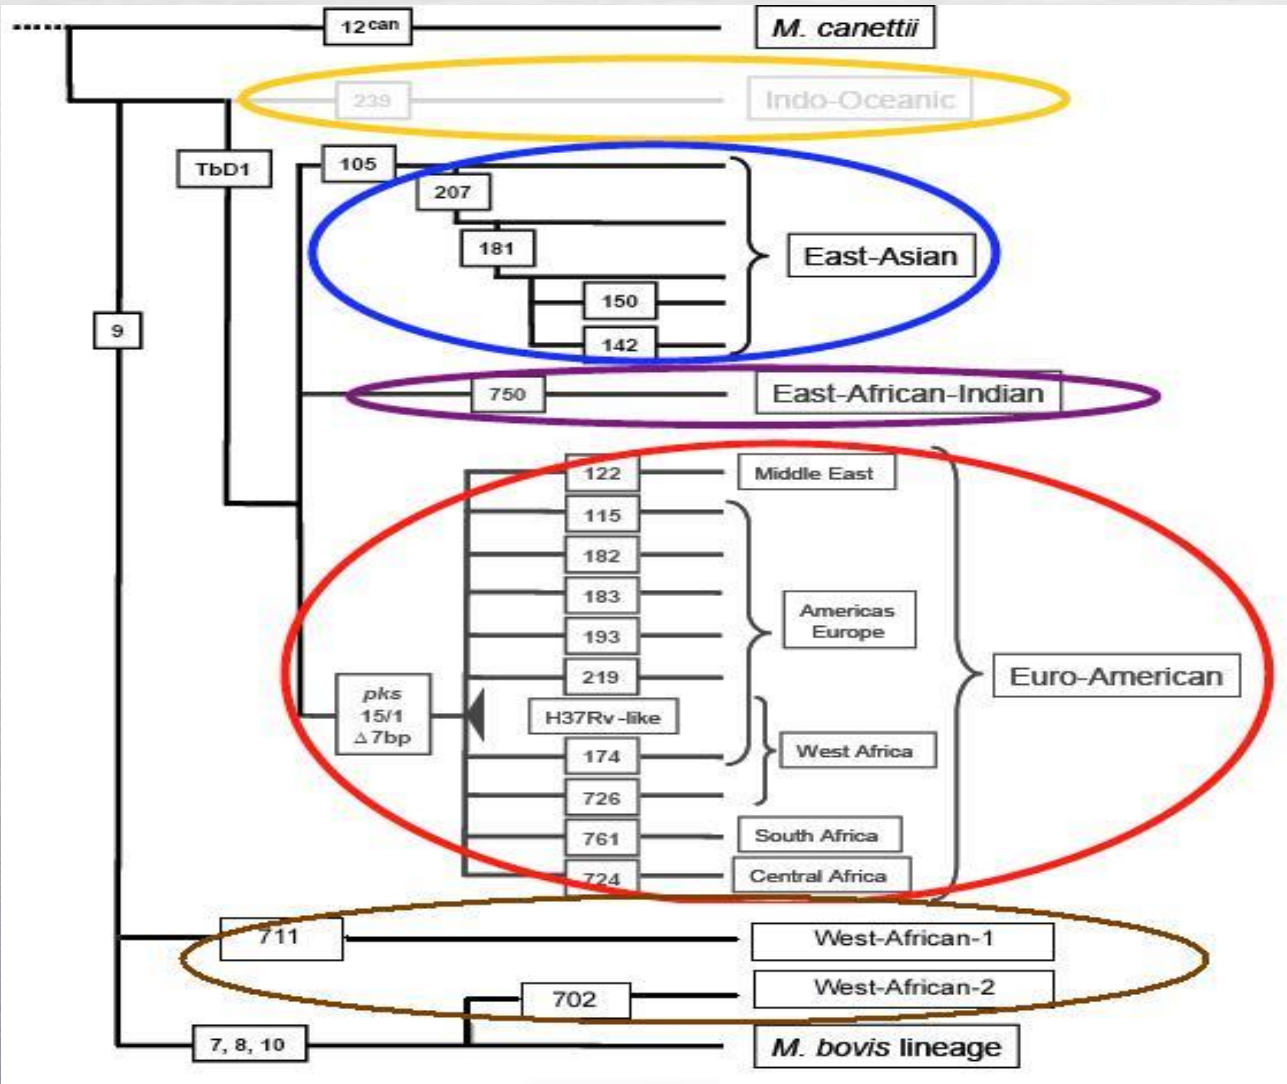 12can
M. canettii
239
Indo-Oceanic
TbD1
105
207
181
150
142
East-Asian
9
750
East-African-Indian
122
Middle East
115
182
183
193
219
Americas
Europe
Euro-American
pks
15/1
Δ7bp
H37Rv-like
174
West Africa
726
761
South Africa
724
Central Africa
711
West-African-1
702
West-African-2
7, 8, 10
M. bovis lineage